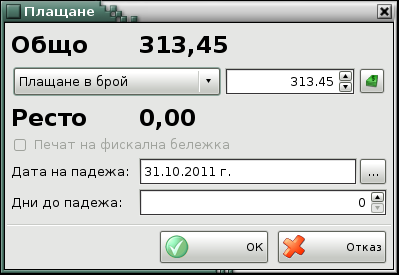 Плащане
Общо 313,45
Плащане в брой 313.45
Ресто 0,00
Печат на фискална бележка
Дата на падежа: 31.10.2011 г. ...
Дни до падежа: 0
ОК Отказ